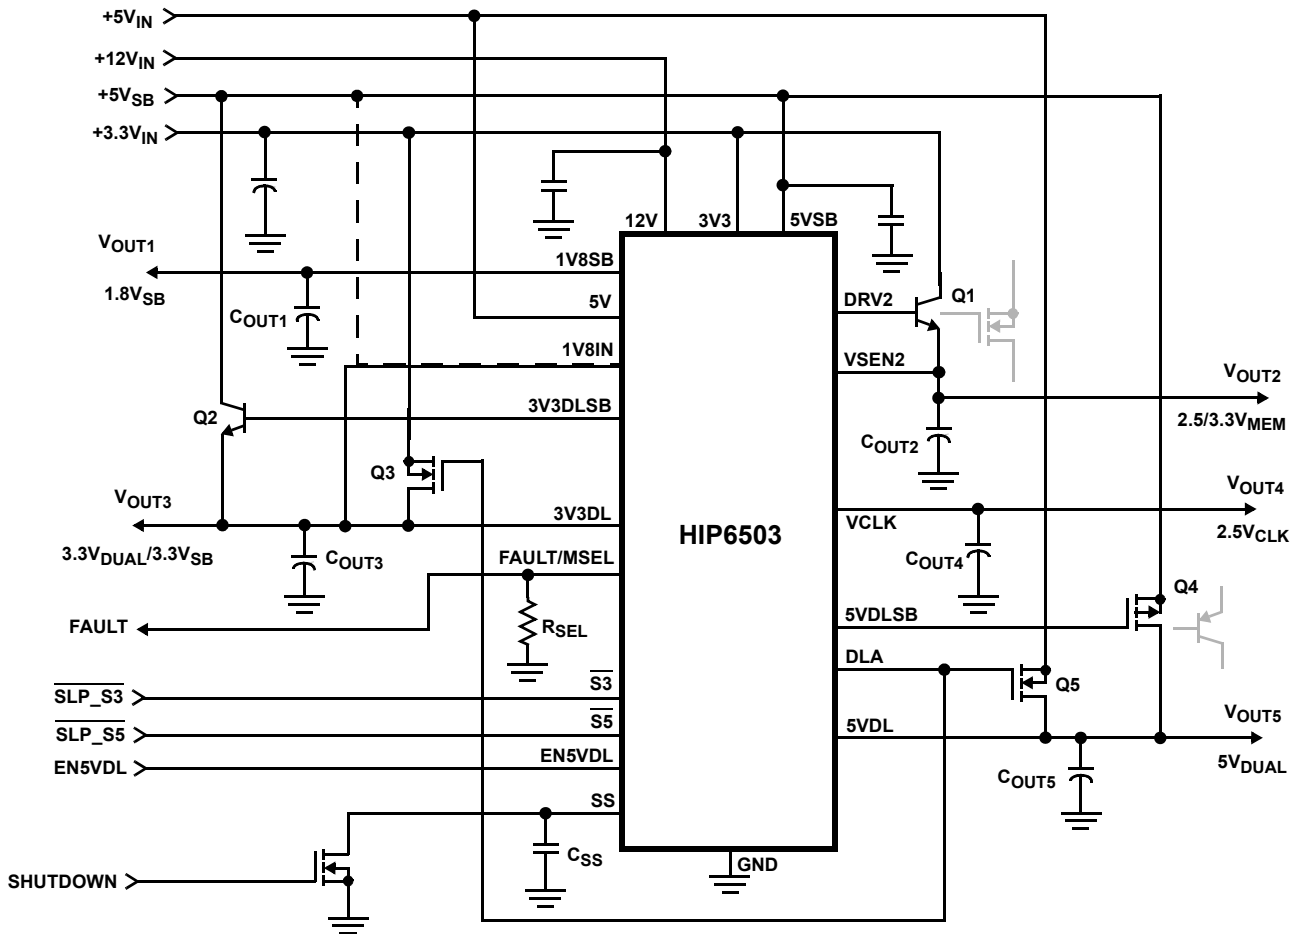 +5VIN
+12VIN
+5VSB
+3.3VIN
12V
3V3
5VSB
VOUT1
1.8VSB
COUT1
1V8SB
5V
1V8IN
3V3DLSB
Q2
Q3
VOUT3
3.3VDUAL/3.3VSB
COUT3
3V3DL
FAULT/MSEL
FAULT
RSEL
SLP_S3
S3
SLP_S5
S5
EN5VDL
EN5VDL
SS
CSS
SHUTDOWN
HIP6503
GND
DRV2
Q1
VSEN2
VOUT2
2.5/3.3VMEM
COUT2
VCLK
VOUT4
2.5VCLK
COUT4
5VDLSB
Q4
DLA
Q5
5VDL
VOUT5
5VDUAL
COUT5